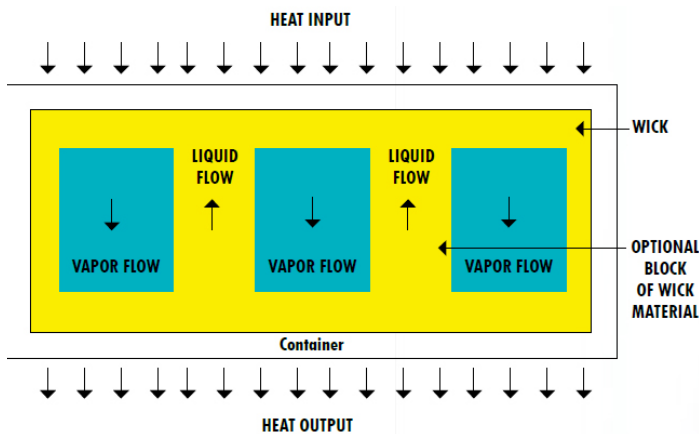 HEAT INPUT
WICK
LIQUID
FLOW
LIQUID
FLOW
VAPOR FLOW
VAPOR FLOW
VAPOR FLOW
OPTIONAL
BLOCK
OF WICK
MATERIAL
Container
HEAT OUTPUT